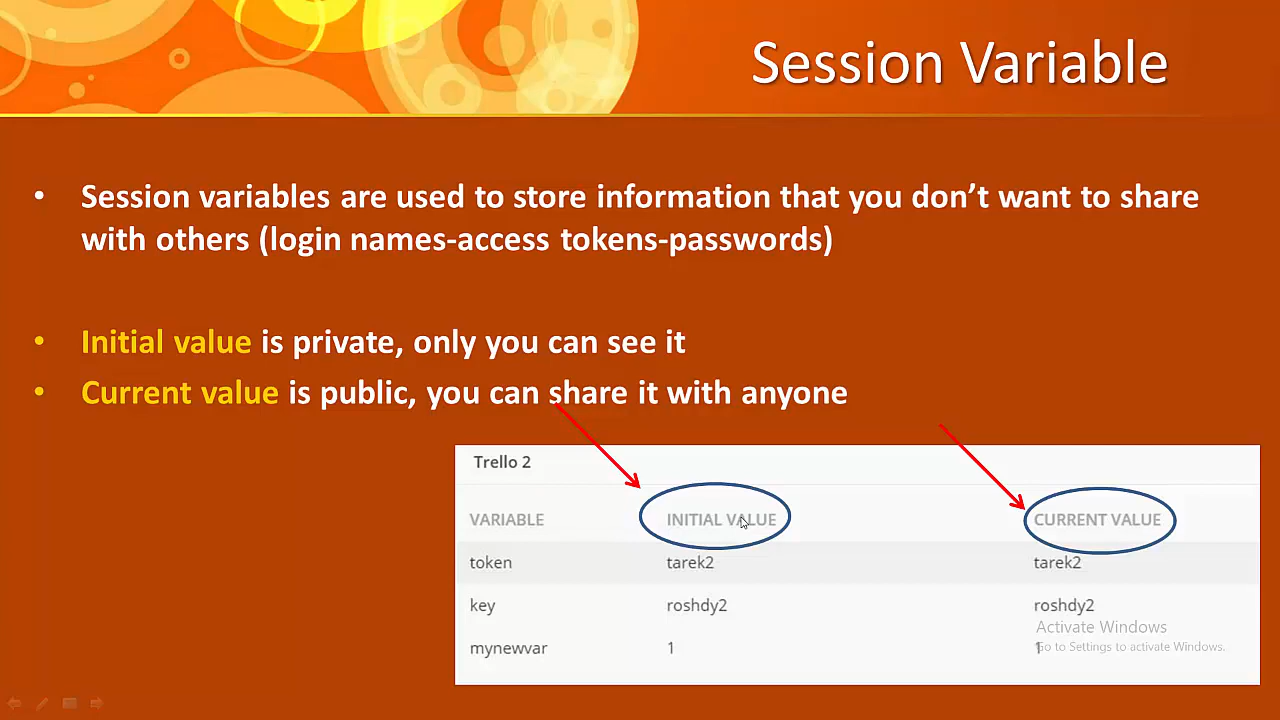 Session Variable
• Session variables are used to store information that you don’t want to share
with others (login names-access tokens-passwords)
• Initial value is private, only you can see it
• Current value is public, you can share it with anyone
Trello 2
VARIABLE INITIAL VALUE CURRENT VALUE
token tarek2 tarek2
key roshdy2 roshdy2
Activate Windows
mynewvar 1 1
Go to Settings to activate Windows.